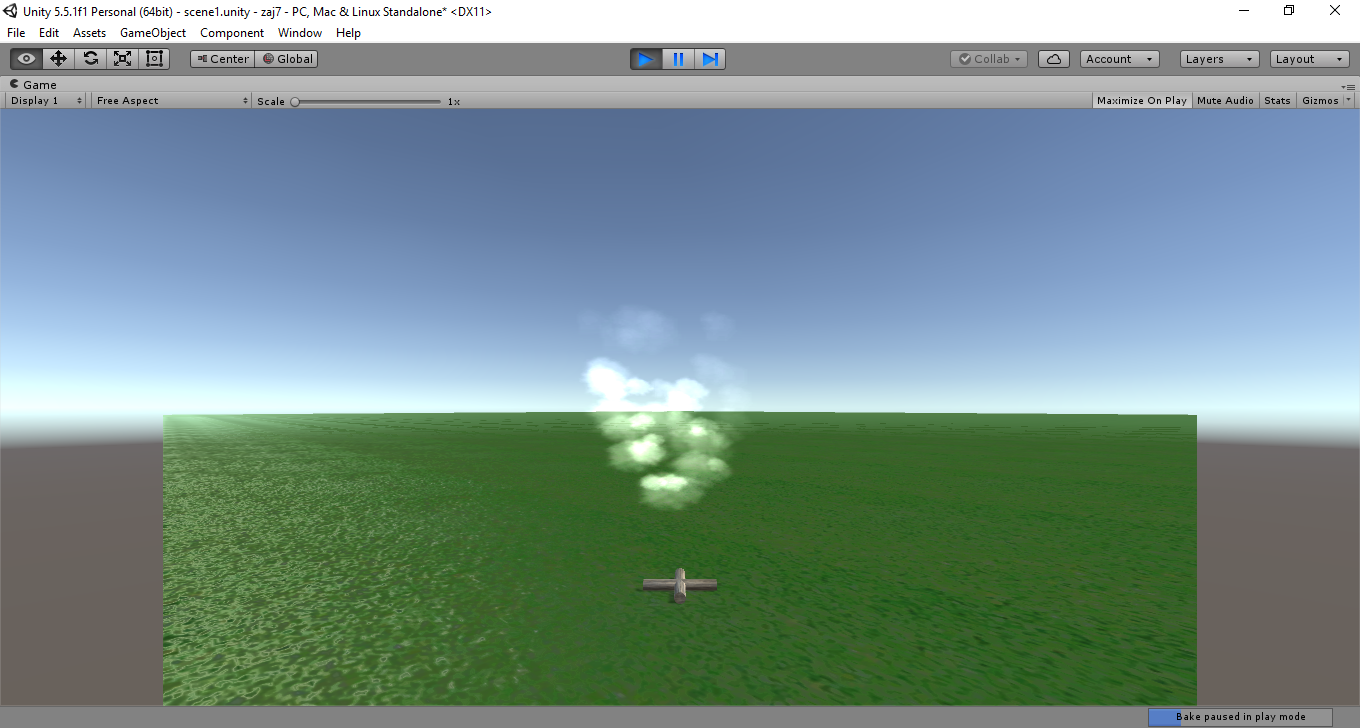 Unity 5.5.1f1 Personal (64bit) - scene1.unity - zaj7 - PC, Mac & Linux Standalone* <DX11>
File Edit Assets GameObject Component Window Help
Center Global Collab Account Layers Layout
Game
Display 1 Free Aspect Scale 1x Maximize On Play Mute Audio Stats Gizmos
Bake paused in play mode